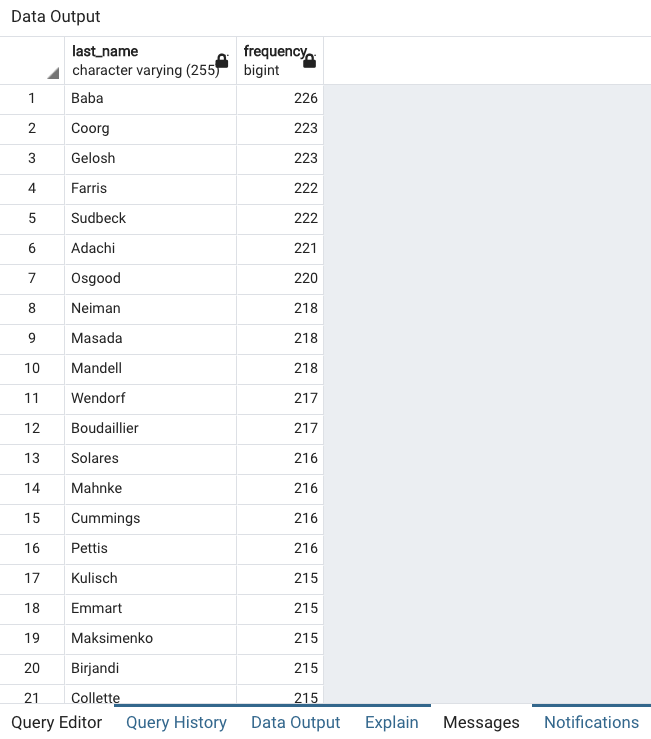 Data Output
last_name frequency
character varying (255) bigint
1 Baba 226
2 Coorg 223
3 Gelosh 223
4 Farris 222
5 Sudbeck 222
6 Adachi 221
7 Osgood 220
8 Neiman 218
9 Masada 218
10 Mandell 218
11 Wendorf 217
12 Boudaillier 217
13 Solares 216
14 Mahnke 216
15 Cummings 216
16 Pettis 216
17 Kulisch 215
18 Emmart 215
19 Maksimenko 215
20 Birjandi 215
21 Collette 215
Query Editor Query History Data Output Explain Messages Notifications